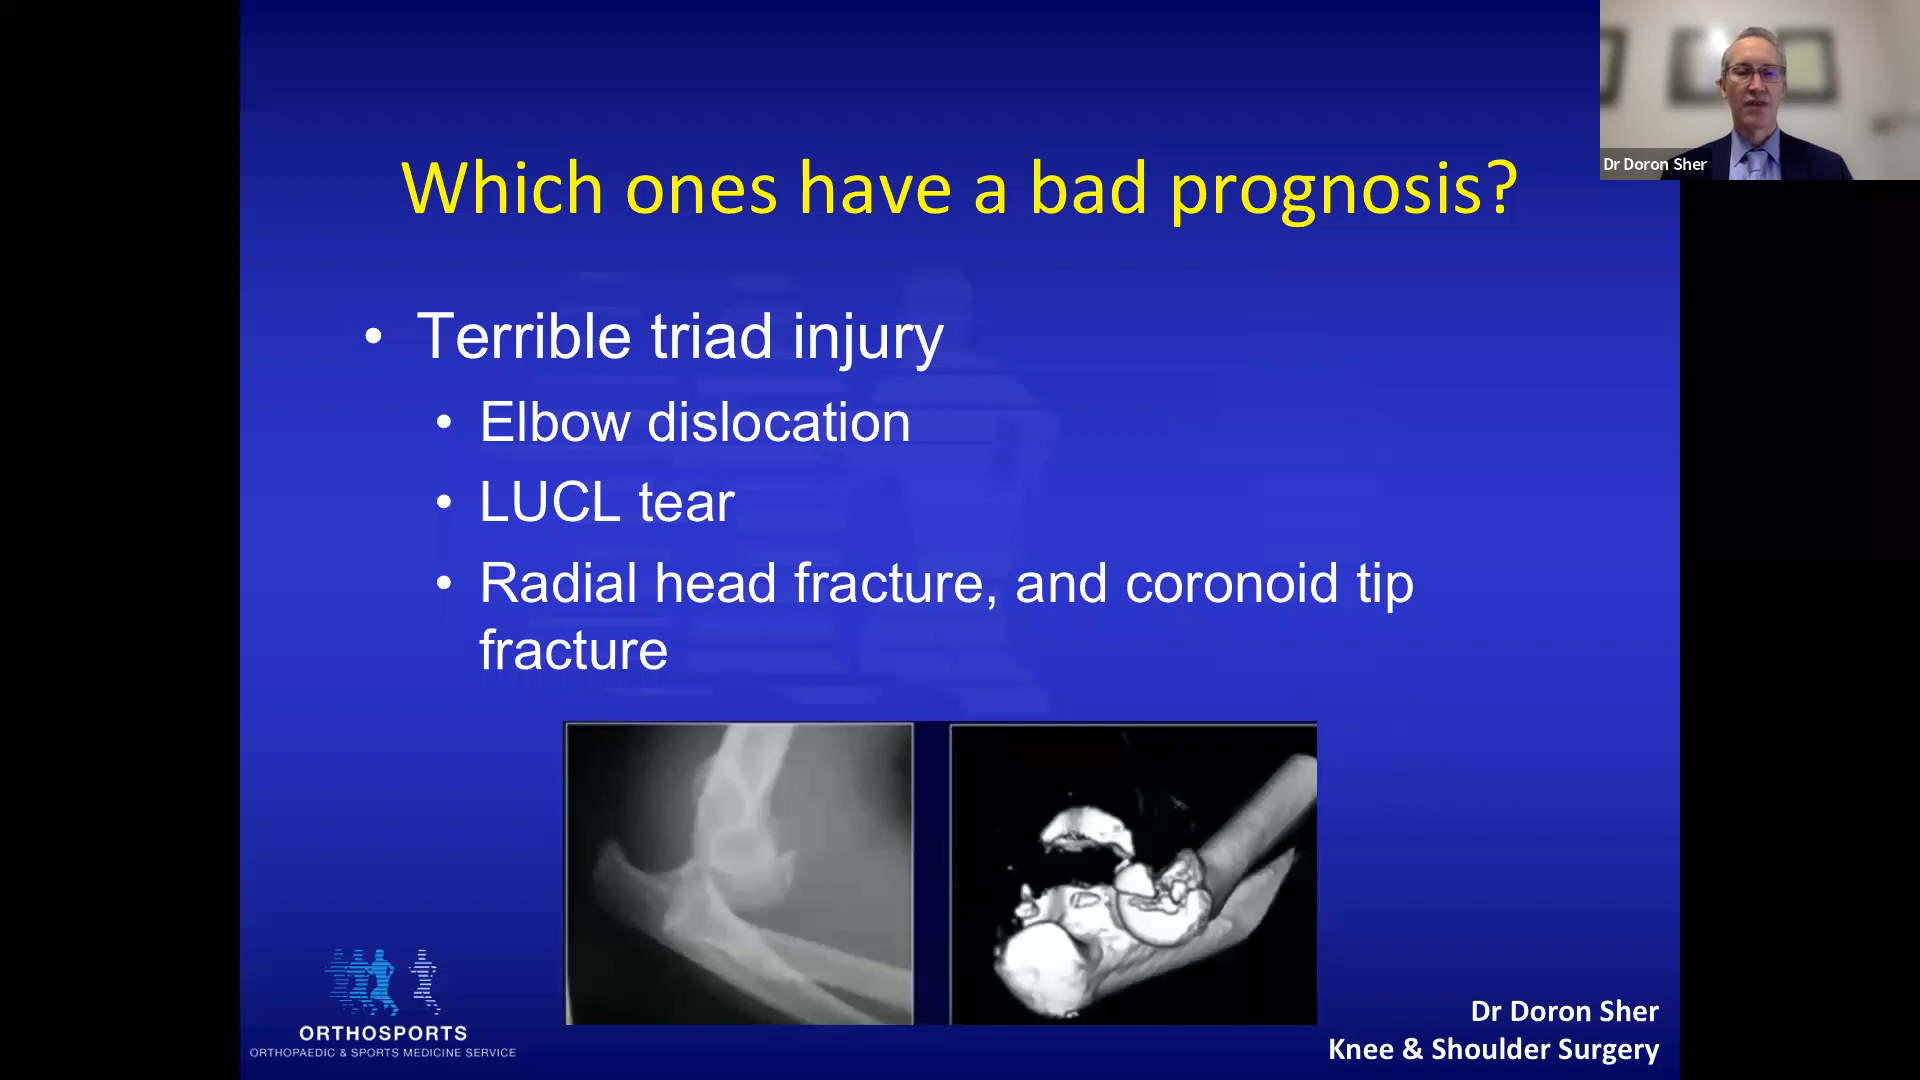 Which ones have a bad prognosis?
Dr Doron Sher
• Terrible triad injury
• Elbow dislocation
• LUCL tear
• Radial head fracture, and coronoid tip
fracture
ORTHOSPORTS
ORTHOPAEDIC & SPORTS MEDICINE SERVICE
Dr Doron Sher
Knee & Shoulder Surgery